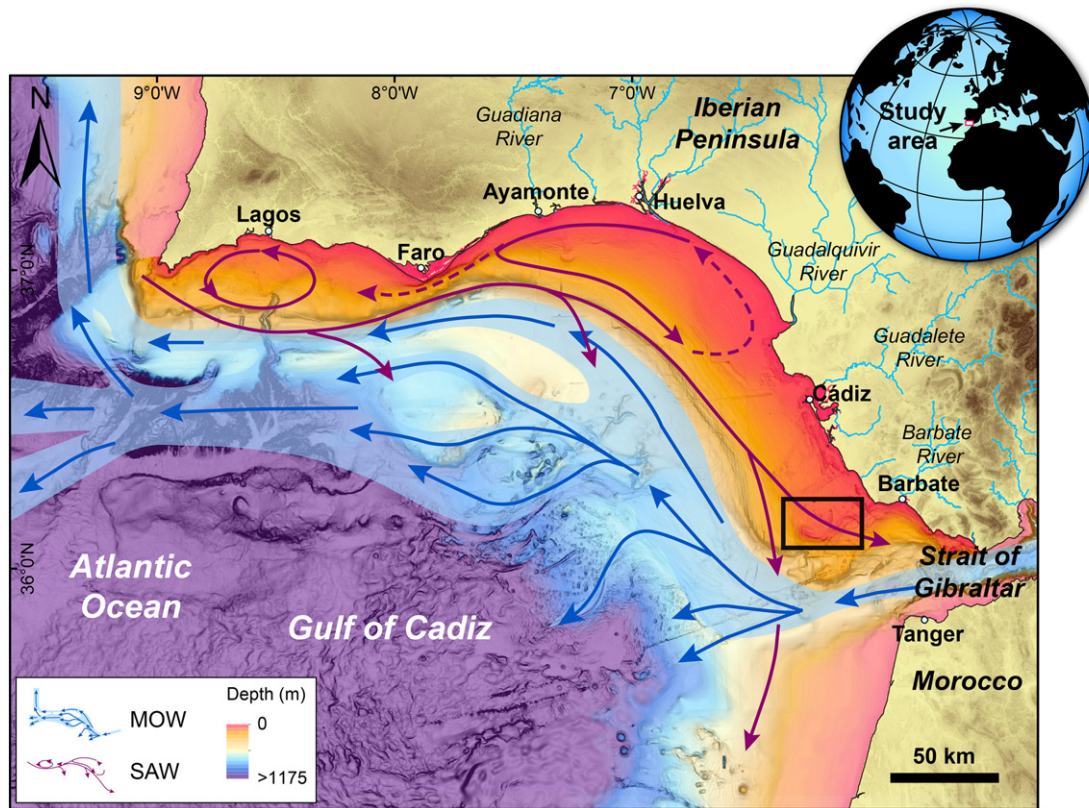 Study
area
N
9°0'W
8°0'W
7°0'W
Iberian
Peninsula
Guadiana
River
Ayamonte
Huelva
Lagos
Faro
37°0'N
Guadalquivir
River
Guadalete
River
Cádiz
Barbate
River
Barbate
36°0'N
Strait of
Gibraltar
Atlantic
Ocean
Gulf of Cadiz
Tanger
Morocco
MOW
SAW
Depth (m)
0
>1175
50 km